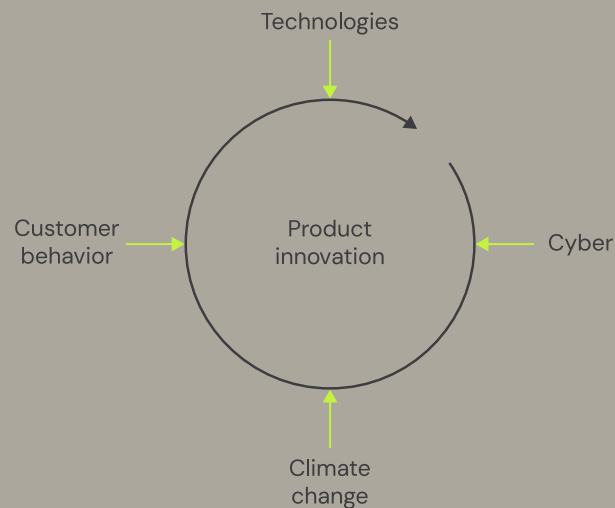 Technologies
Customer
behavior
Product
innovation
Cyber
Climate
change